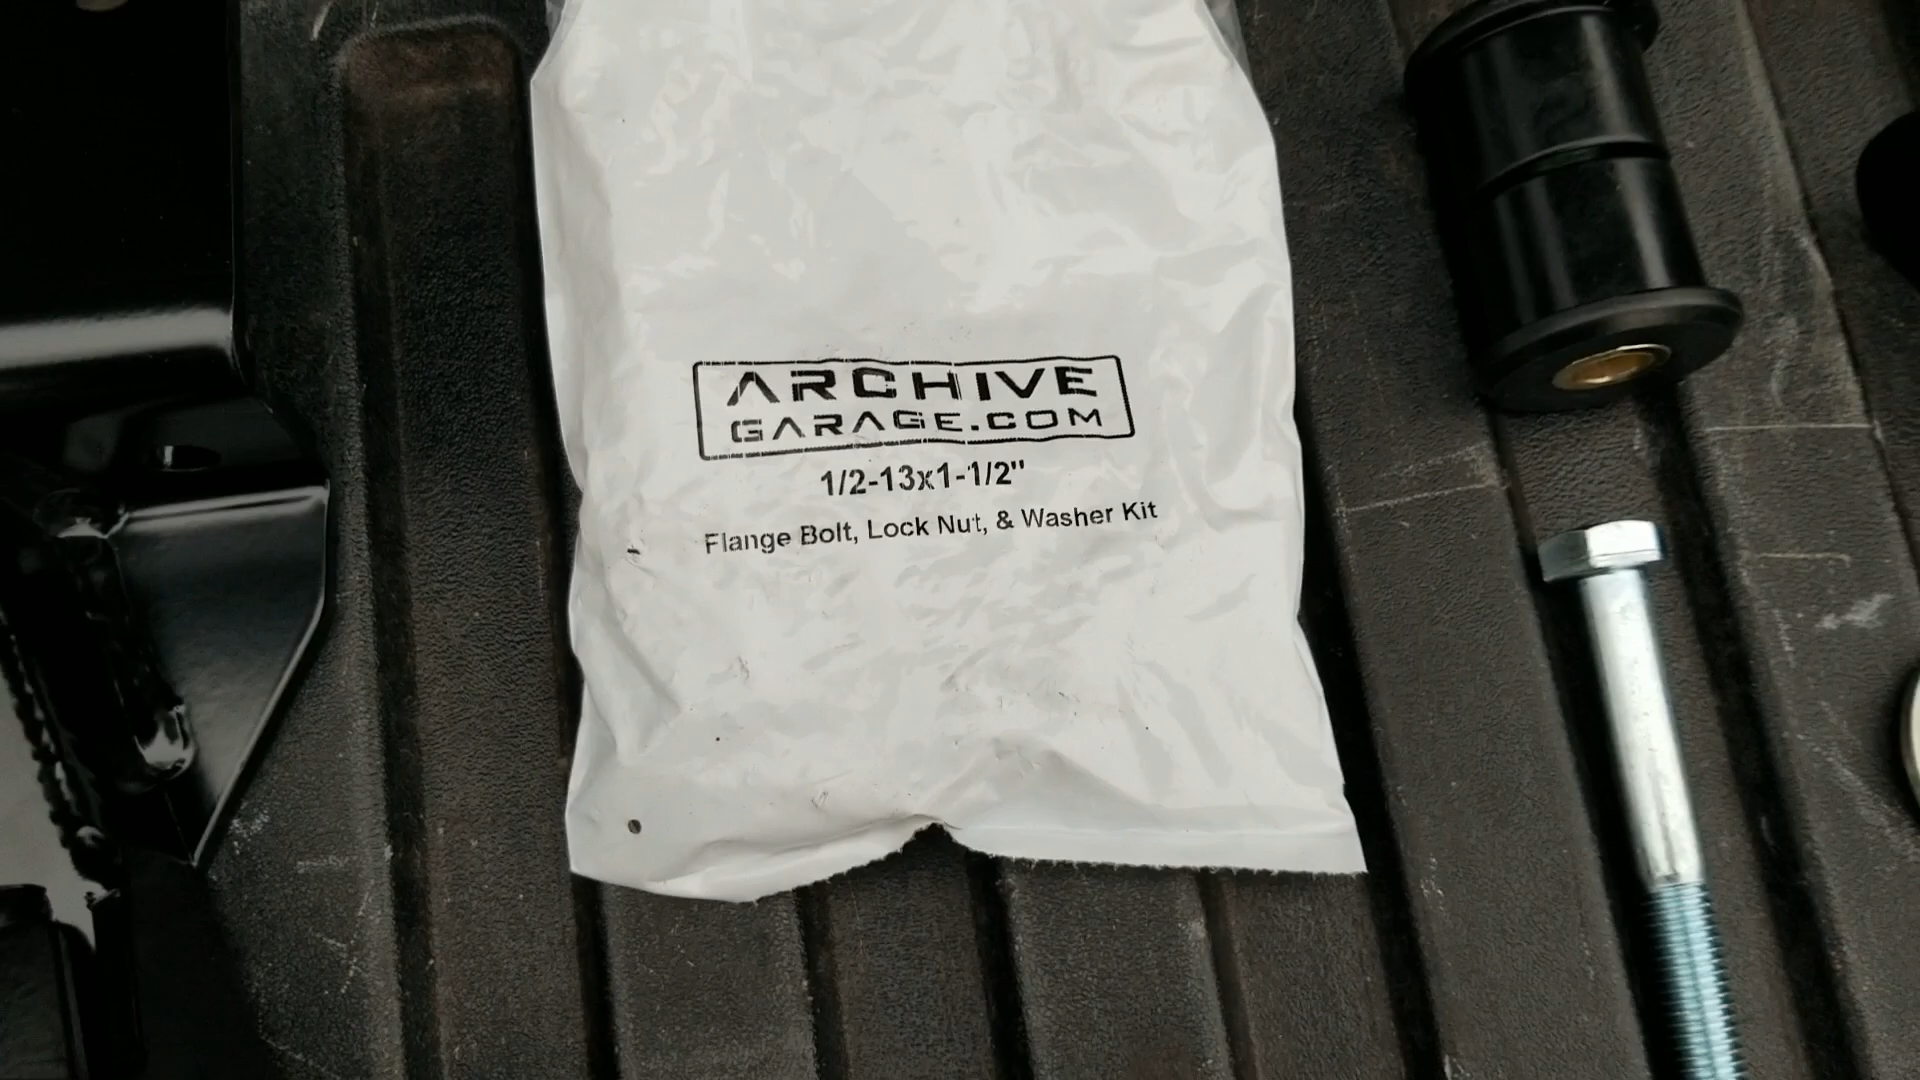 ARCHIVE
GARAGE.COM
1/2-13x1-1/2"
Flange Bolt, Lock Nut, & Washer Kit